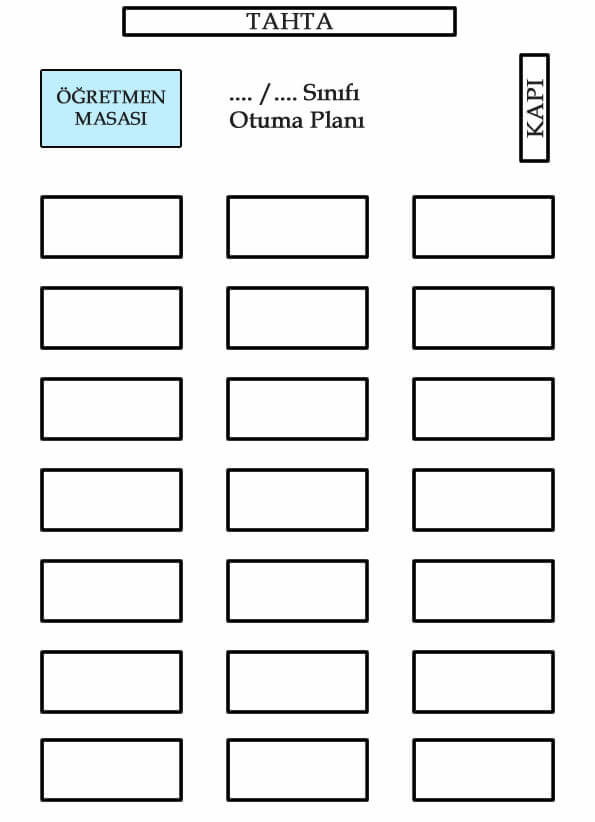 TAHTA
ÖĞRETMEN
MASASI
.... /.... Sınıfı
Otuma Planı
KAPI